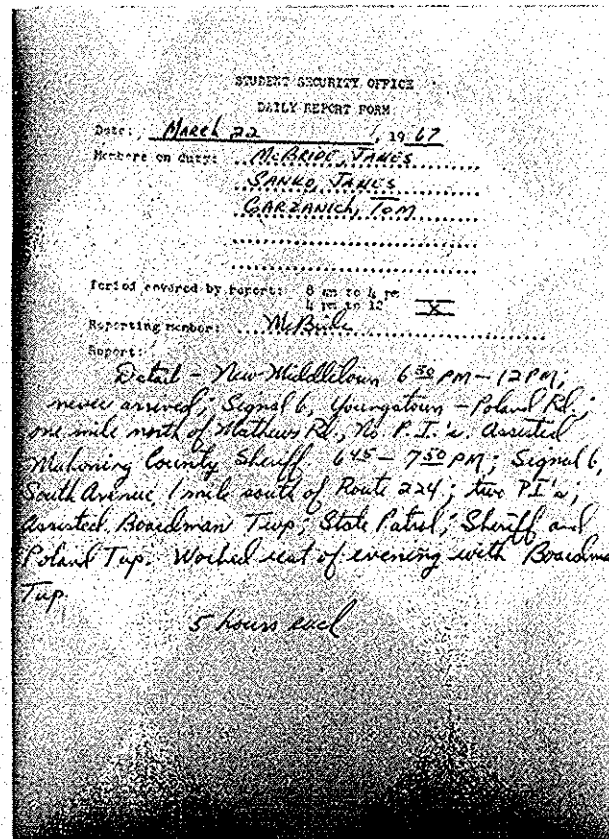 STUDENT SECURITY OFFICE
DAILY REPORT FORM
Date: March 22, 1967
Members on duty: McBRIDE, JAMES
SANKO, JAMES
GARZANICH, TOM
Period covered by report: 8 am to 4 pm
4 pm to 12 X
Reporting member: McBride
Report:
Detail - New Middletown 6 30 PM - 12 PM;
never arrived; Signal 6, Youngstown - Poland Rd.;
one mile north of Mathews Rd., No P.I.'s. Assisted
Mahoning County Sheriff. 6 45 - 7 50 PM; Signal 6,
South Avenue 1 mile south of Route 224; two PI's;
Assisted Boardman Twp; State Patrol; Sheriff and
Poland Twp. Worked rest of evening with Boardma
Twp.
5 hours each